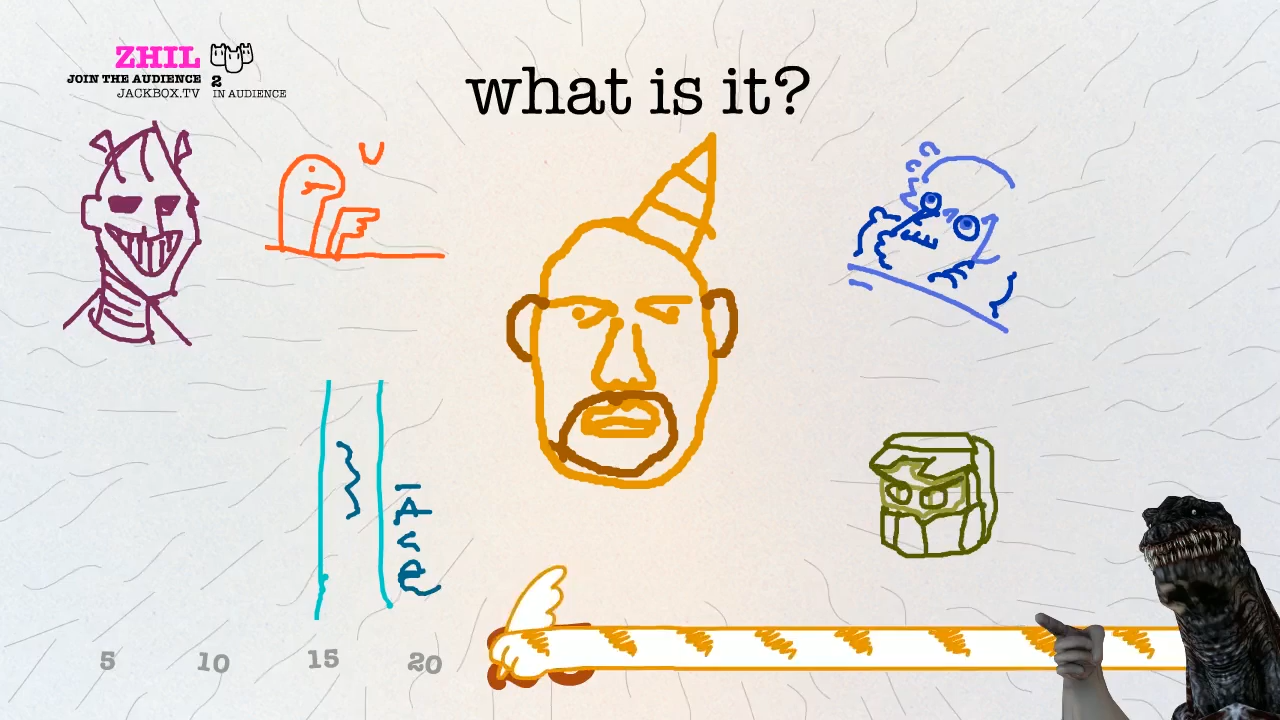 ZHIL
JOIN THE AUDIENCE
JACKBOX.TV
2
IN AUDIENCE
what is it?
5 10 15 20